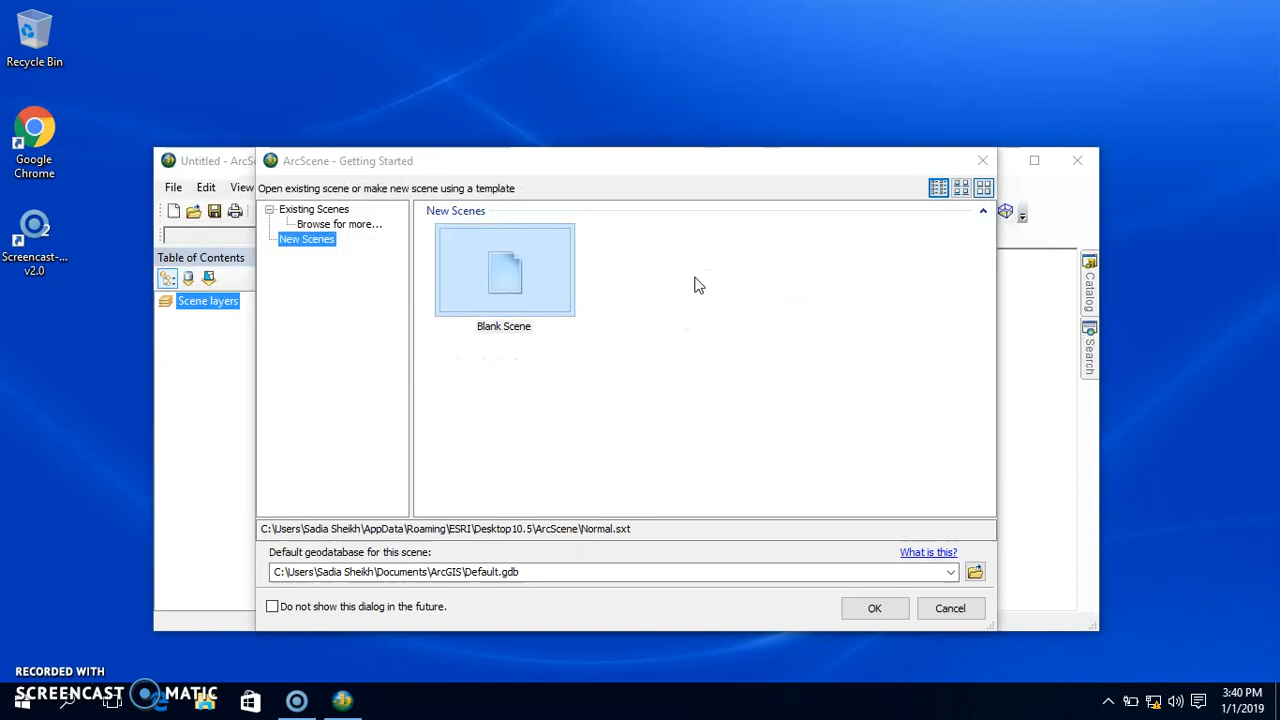 Recycle Bin
Google
Chrome
2
Screencast-...
v2.0
Untitled - ArcSc
ArcScene - Getting Started
File Edit View
Open existing scene or make new scene using a template
Existing Scenes
Browse for more...
New Scenes
New Scenes
Blank Scene
Table of Contents
Scene layers
Catalog
Search
C:\Users\Sadia Sheikh\AppData\Roaming\ESRI\Desktop10.5\ArcScene\Normal.sxt
Default geodatabase for this scene:
What is this?
C:\Users\Sadia Sheikh\Documents\ArcGIS\Default.gdb
Do not show this dialog in the future.
OK
Cancel
RECORDED WITH
SCREENCAST MATIC
3:40 PM
1/1/2019